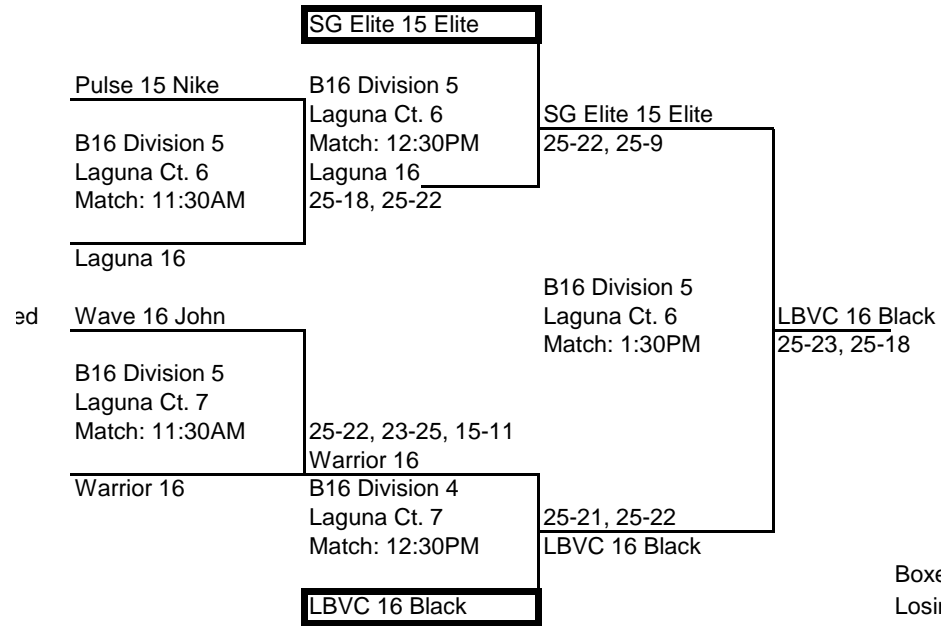 SG Elite 15 Elite
Pulse 15 Nike
B16 Division 5
Laguna Ct. 6
Match: 12:30PM
Laguna 16
25-18, 25-22
SG Elite 15 Elite
25-22, 25-9
B16 Division 5
Laguna Ct. 6
Match: 11:30AM
Laguna 16
B16 Division 5
Laguna Ct. 6
Match: 1:30PM
LBVC 16 Black
25-23, 25-18
ed
Wave 16 John
B16 Division 5
Laguna Ct. 7
Match: 11:30AM
25-22, 23-25, 15-11
Warrior 16
Warrior 16
B16 Division 4
Laguna Ct. 7
Match: 12:30PM
25-21, 25-22
LBVC 16 Black
LBVC 16 Black
Boxe
Losin